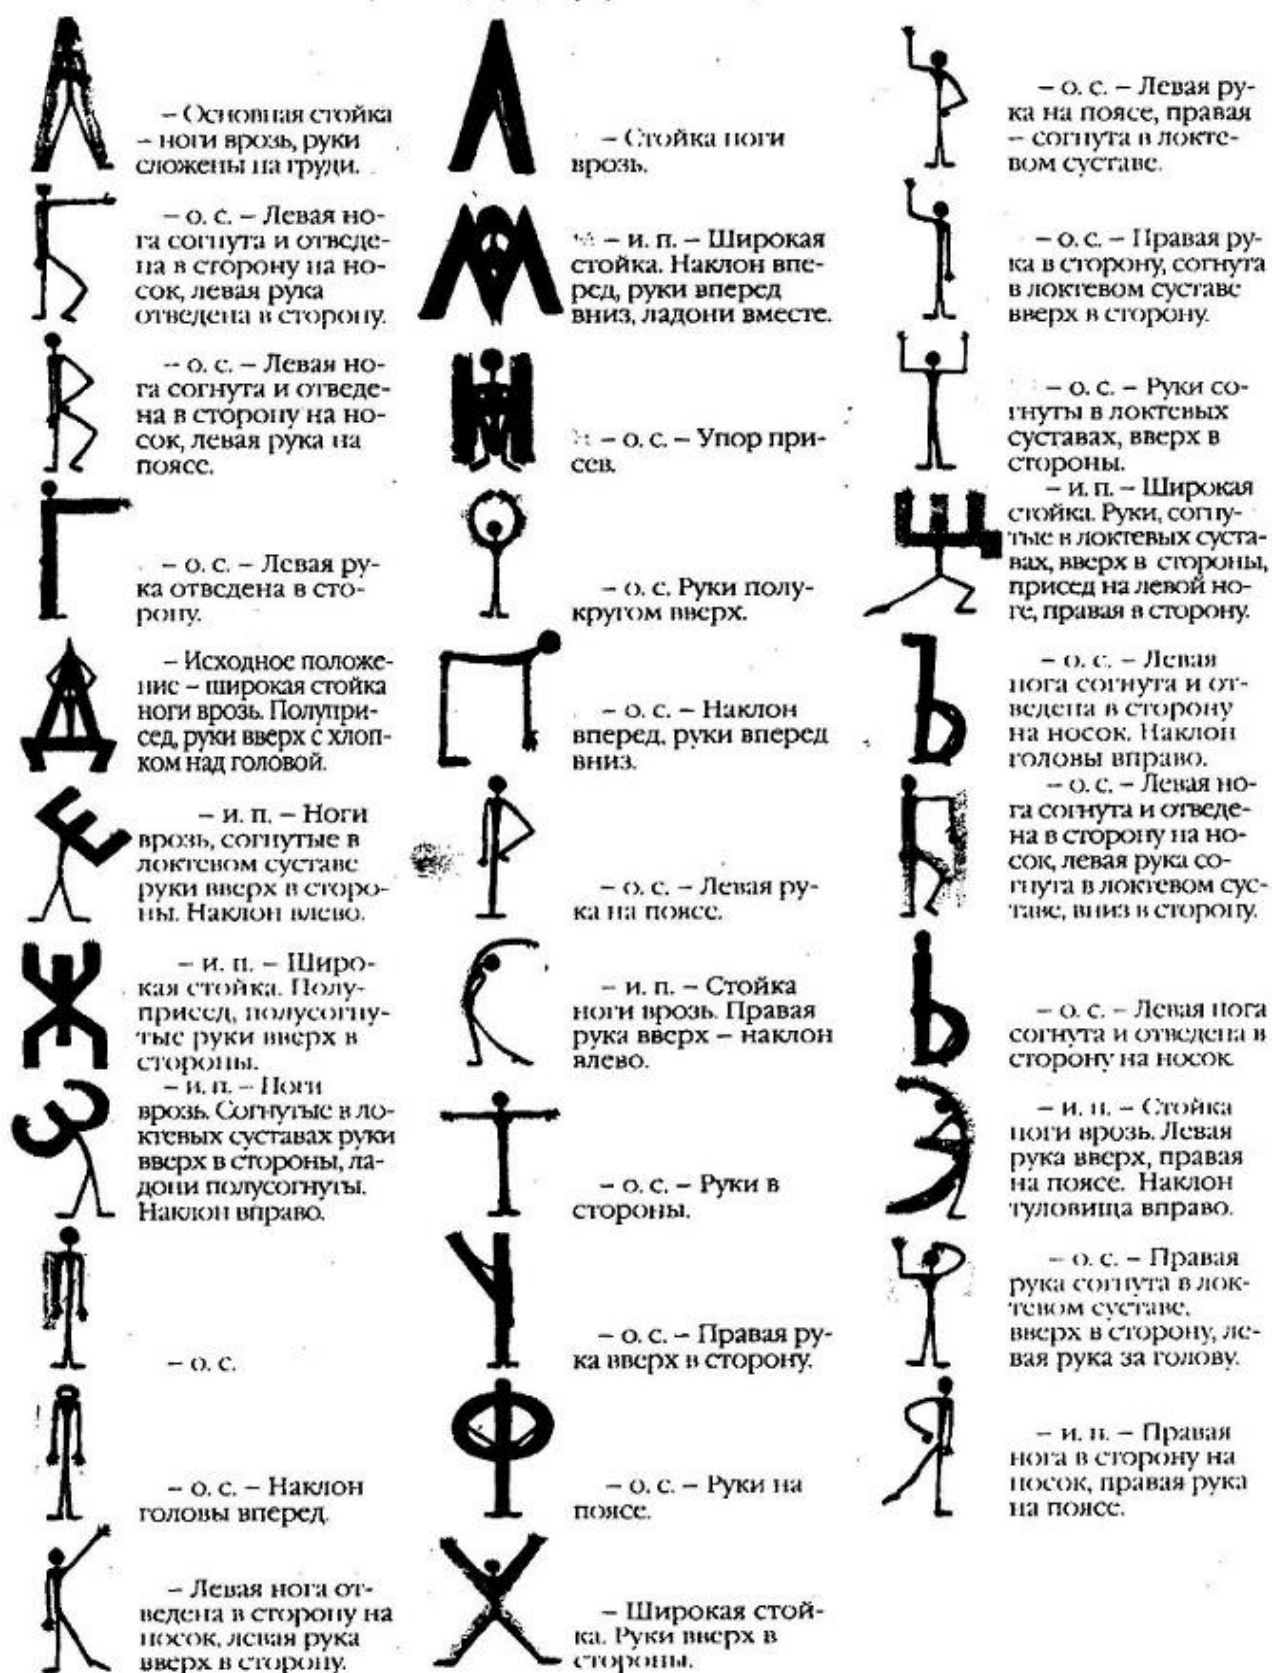 – Основная стойка
– ноги врозь, руки
сложены на груди.
– о. с. – Левая но-
га согнута и отведе-
на в сторону на но-
сок, левая рука
отведена в сторону.
– о. с. – Левая но-
га согнута и отведе-
на в сторону на но-
сок, левая рука на
поясе.
– о. с. – Левая ру-
ка отведена в сто-
рону.
– Исходное положе-
ние – широкая стойка
ноги врозь. Полупри-
сед, руки вверх с хлоп-
ком над головой.
– и. п. – Ноги
врозь, согнутые в
локтевом суставе
руки вверх в сторо-
ны. Наклон влево.
– и. п. – Широ-
кая стойка. Полу-
присед, полусогну-
тые руки вверх в
стороны.
– и. п. – Ноги
врозь. Согнутые в ло-
ктевых суставах руки
вверх в стороны, ла-
дони полусогнуты.
Наклон вправо.
– о. с.
– о. с. – Наклон
головы вперед.
– Левая нога от-
ведена в сторону на
носок, левая рука
вверх в сторону.
– Стойка ноги
врозь.
– и. п. – Широкая
стойка. Наклон впе-
ред, руки вперед
вниз, ладони вместе.
– о. с. – Упор при-
сев.
– о. с. Руки полу-
кругом вверх.
– о. с. – Наклон
вперед, руки вперед
вниз.
– о. с. – Левая ру-
ка на поясе.
– и. п. – Стойка
ноги врозь. Правая
рука вверх – наклон
влево.
– о. с. – Руки в
стороны.
– о. с. – Правая ру-
ка вверх в сторону.
– о. с. – Руки на
поясе.
– Широкая стой-
ка. Руки вверх в
стороны.
– о. с. – Левая ру-
ка на поясе, правая
– согнута в локте-
вом суставе.
– о. с. – Правая ру-
ка в сторону, согнута
в локтевом суставе
вверх в сторону.
– о. с. – Руки со-
гнуты в локтевых
суставах, вверх в
стороны.
– и. п. – Широкая
стойка. Руки, согну-
тые в локтевых суста-
вах, вверх в стороны,
присед на левой но-
ге, правая в сторону.
– о. с. – Левая
нога согнута и от-
ведена в сторону
на носок. Наклон
головы вправо.
– о. с. – Левая но-
га согнута и отведе-
на в сторону на но-
сок, левая рука со-
гнута в локтевом сус-
таве, вниз в сторону.
– о. с. – Левая нога
согнута и отведена в
сторону на носок
– и. п. – Стойка
ноги врозь. Левая
рука вверх, правая
на поясе. Наклон
туловища вправо.
– о. с. – Правая
рука согнута в лок-
тевом суставе,
вверх в сторону, ле-
вая рука за голову.
– и. п. – Правая
нога в сторону на
носок, правая рука
на поясе.